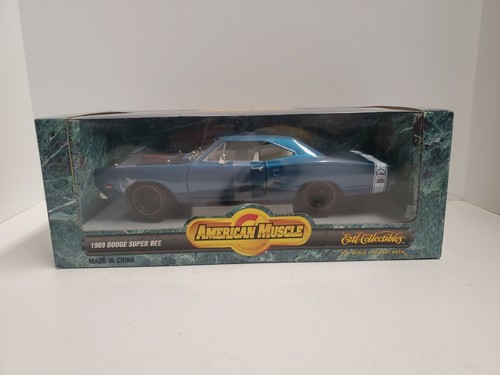 AMERICAN MUSCLE
1969 DODGE SUPER BEE
MADE IN CHINA
Ertl Collectibles